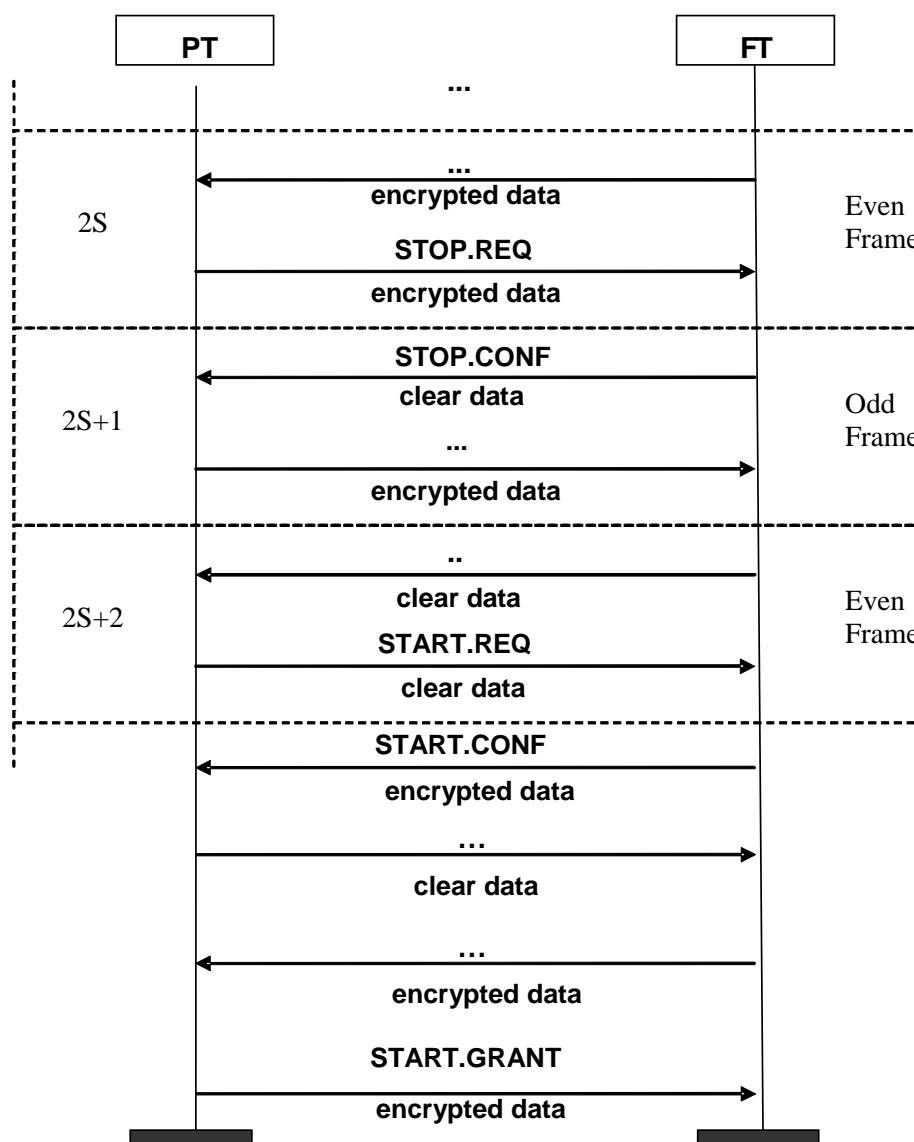 PT
FT
...
...
encrypted data
2S
Even
Frame
STOP.REQ
encrypted data
STOP.CONF
clear data
2S+1
Odd
Frame
...
encrypted data
..
clear data
2S+2
Even
Frame
START.REQ
clear data
START.CONF
encrypted data
...
clear data
...
encrypted data
START.GRANT
encrypted data